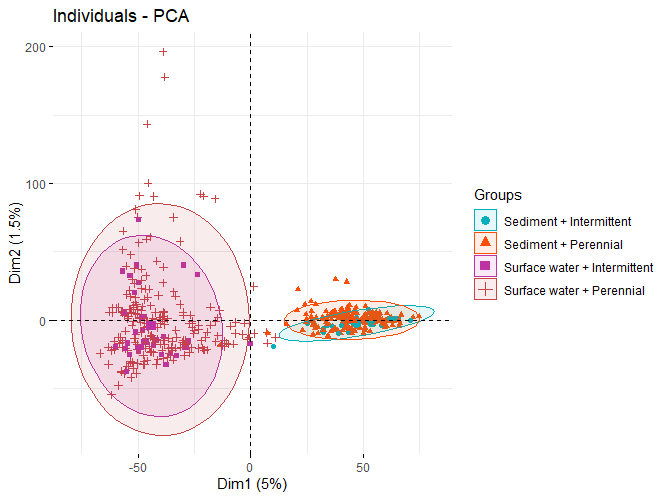 Individuals - PCA
200
100
0
-50
0
50
Dim1 (5%)
Dim2 (1.5%)
Groups
Sediment + Intermittent
Sediment + Perennial
Surface water + Intermittent
Surface water + Perennial